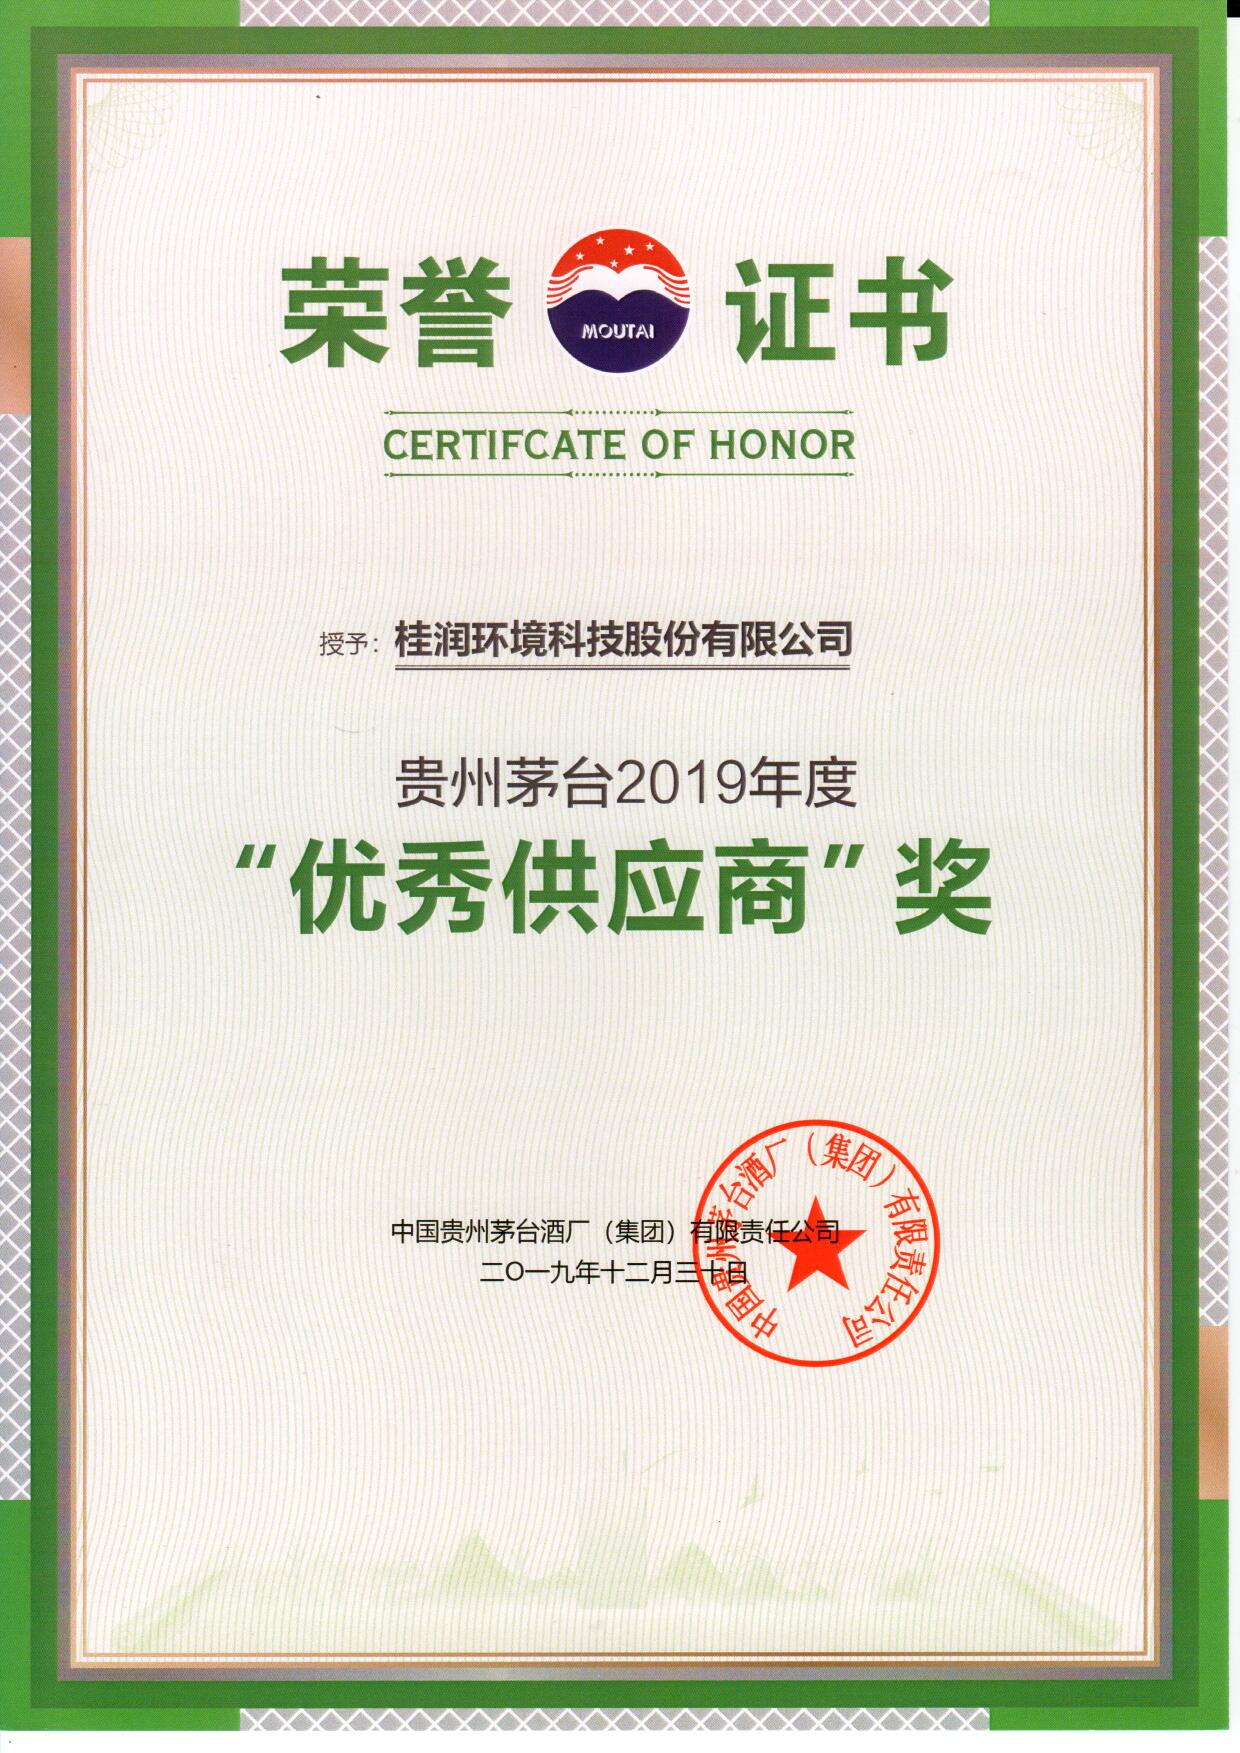 荣誉 MOUTAI 证书
CERTIFCATE OF HONOR
授予：桂润环境科技股份有限公司
贵州茅台2019年度
“优秀供应商”奖
中国贵州茅台酒厂（集团）有限责任公司
二〇一九年十二月三十日
中国贵州茅台酒厂（集团）有限责任公司